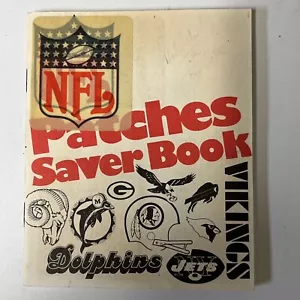 NFL
Patches
Saver Book
VIKINGS
G
M
R
Dolphins
JETS